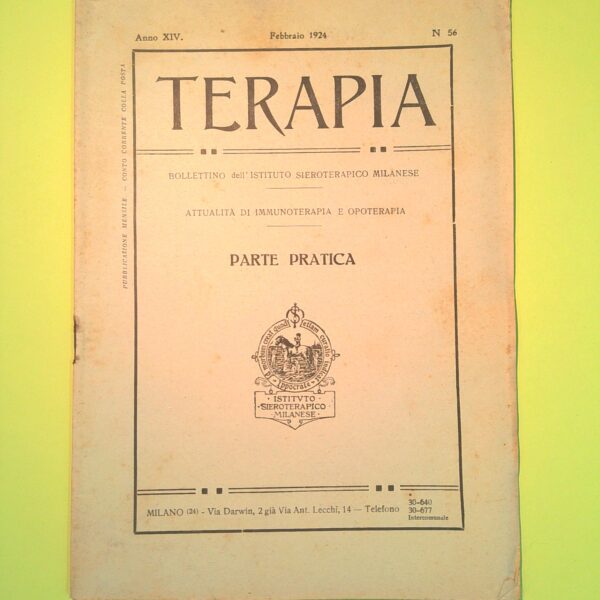 Anno XIV.
Febbraio 1924
N 56
PUBBLICAZIONE MENSILE - CONTO CORRENTE COLLA POSTA
TERAPIA
BOLLETTINO dell'ISTITUTO SIEROTERAPICO MILANESE
ATTUALITÀ DI IMMUNOTERAPIA E OPOTERAPIA
PARTE PRATICA
Ippocrate
ISTITVTO
SIEROTERAPICO
MILANESE
MILANO (24) - Via Darwin, 2 già Via Ant. Lecchi, 14 — Telefono
30-640
30-677
Intercomunale